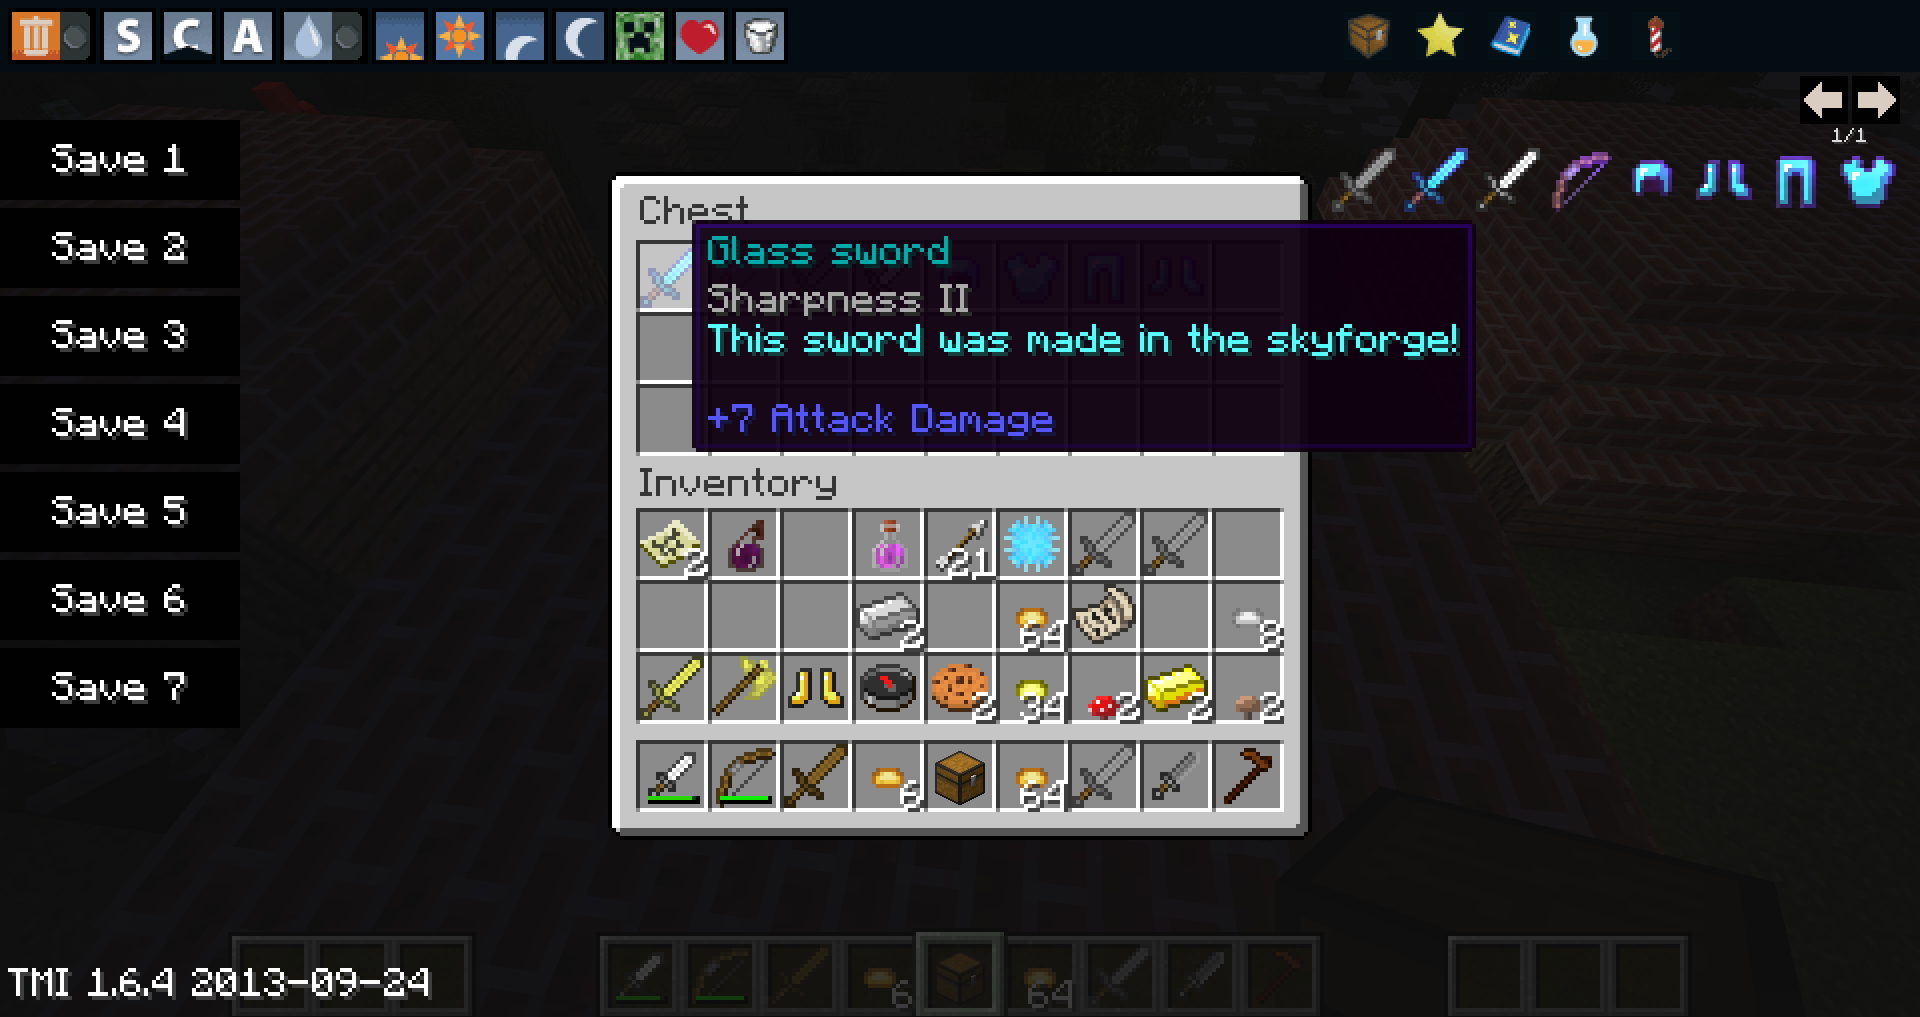 S C A
Save 1
Save 2
Save 3
Save 4
Save 5
Save 6
Save 7
1/1
Chest
Glass sword
Sharpness II
This sword was made in the skyforge!
+7 Attack Damage
Inventory
2 21
2 64 8
2 34 2 2 2
6 64
6 64
TMI 1.6.4 2013-09-24